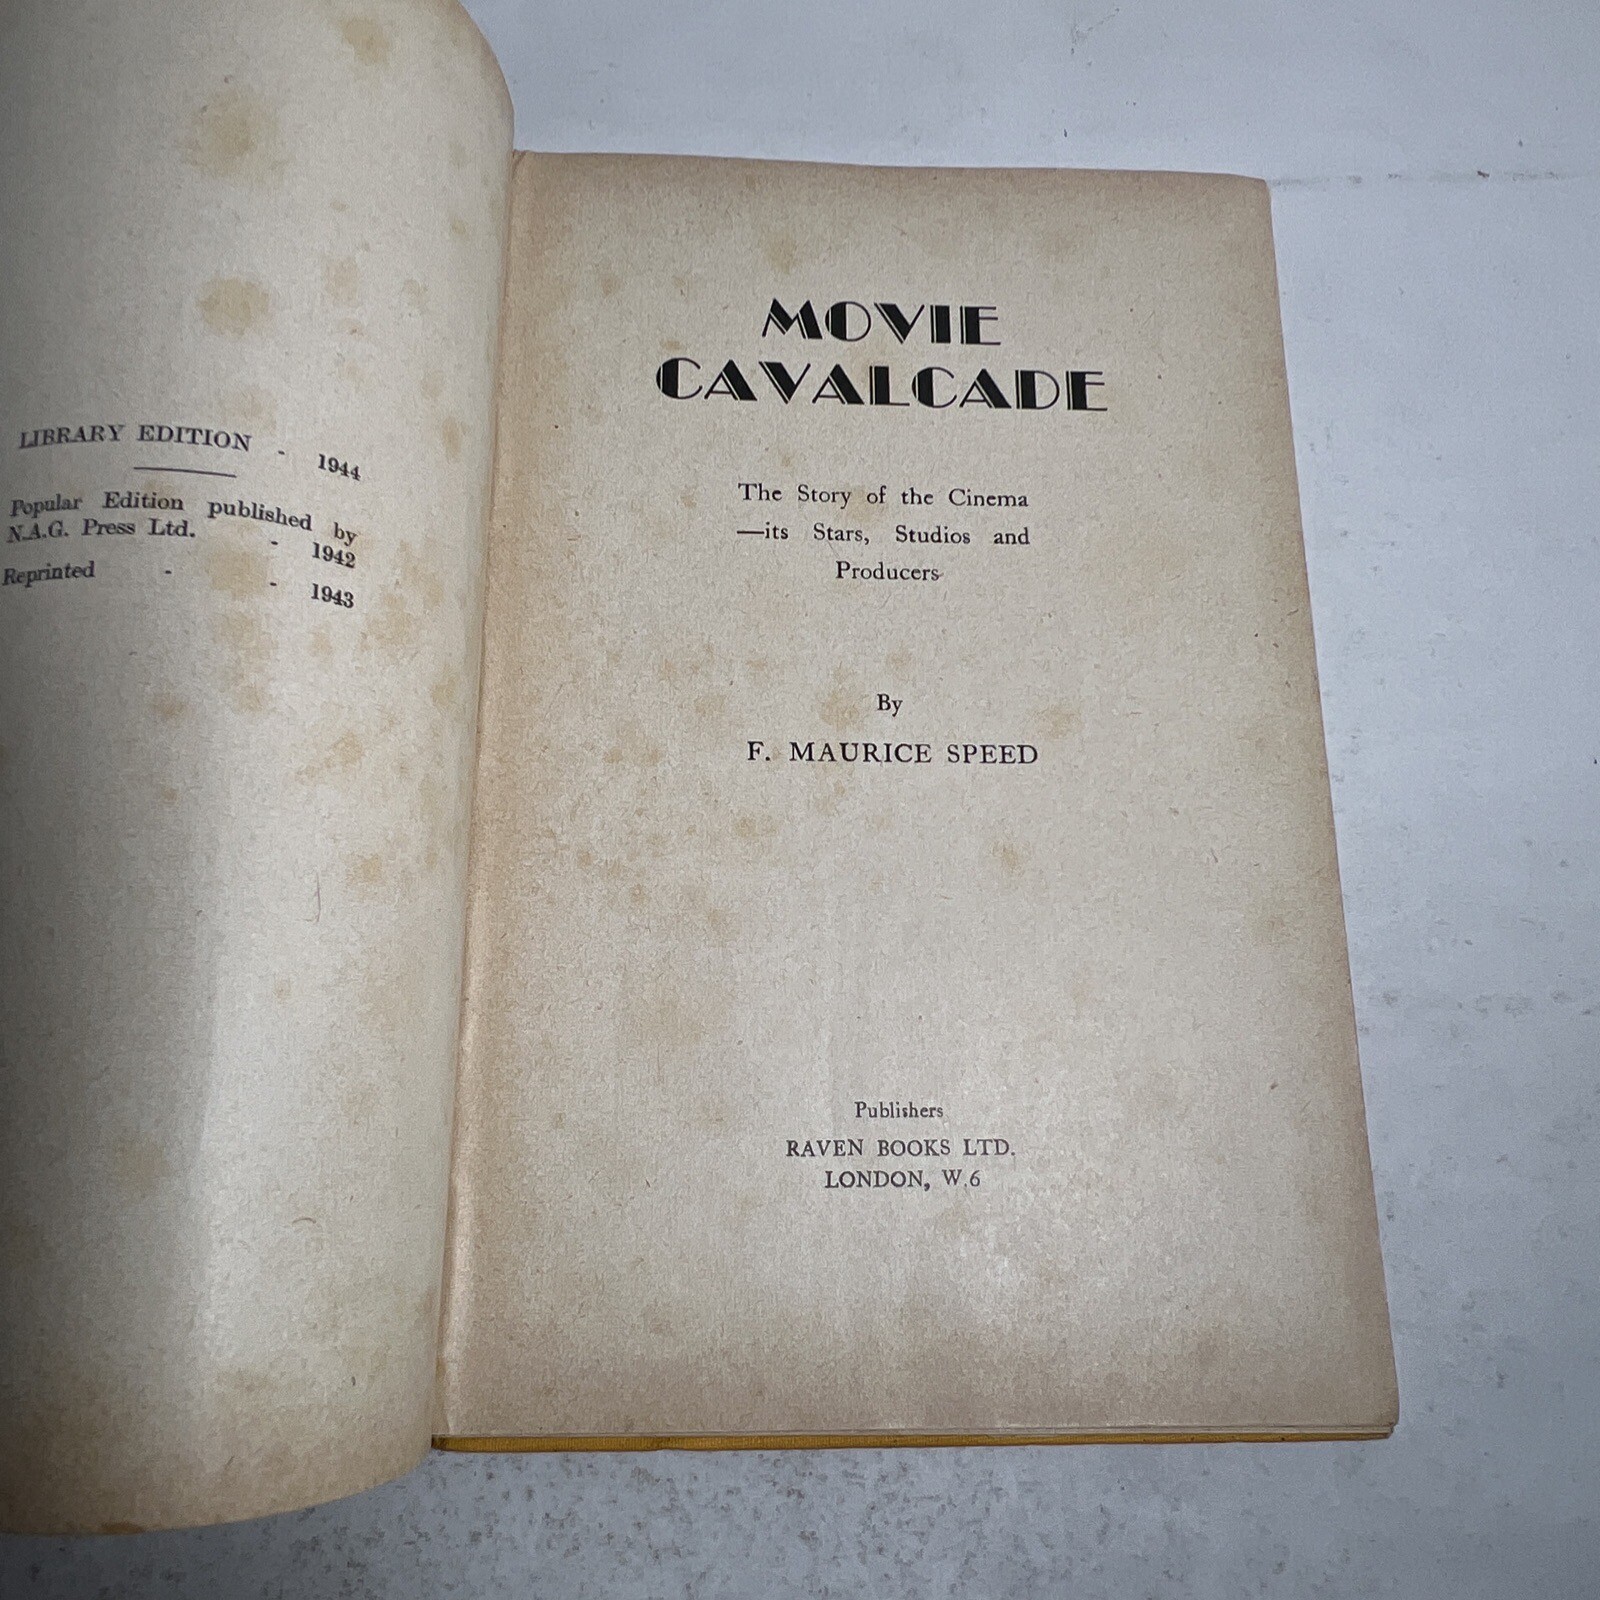 LIBRARY EDITION - 1944
Popular Edition published by
N.A.G. Press Ltd. - 1942
Reprinted - - 1943
MOVIE
CAVALCADE
The Story of the Cinema
—its Stars, Studios and
Producers
By
F. MAURICE SPEED
Publishers
RAVEN BOOKS LTD.
LONDON, W.6